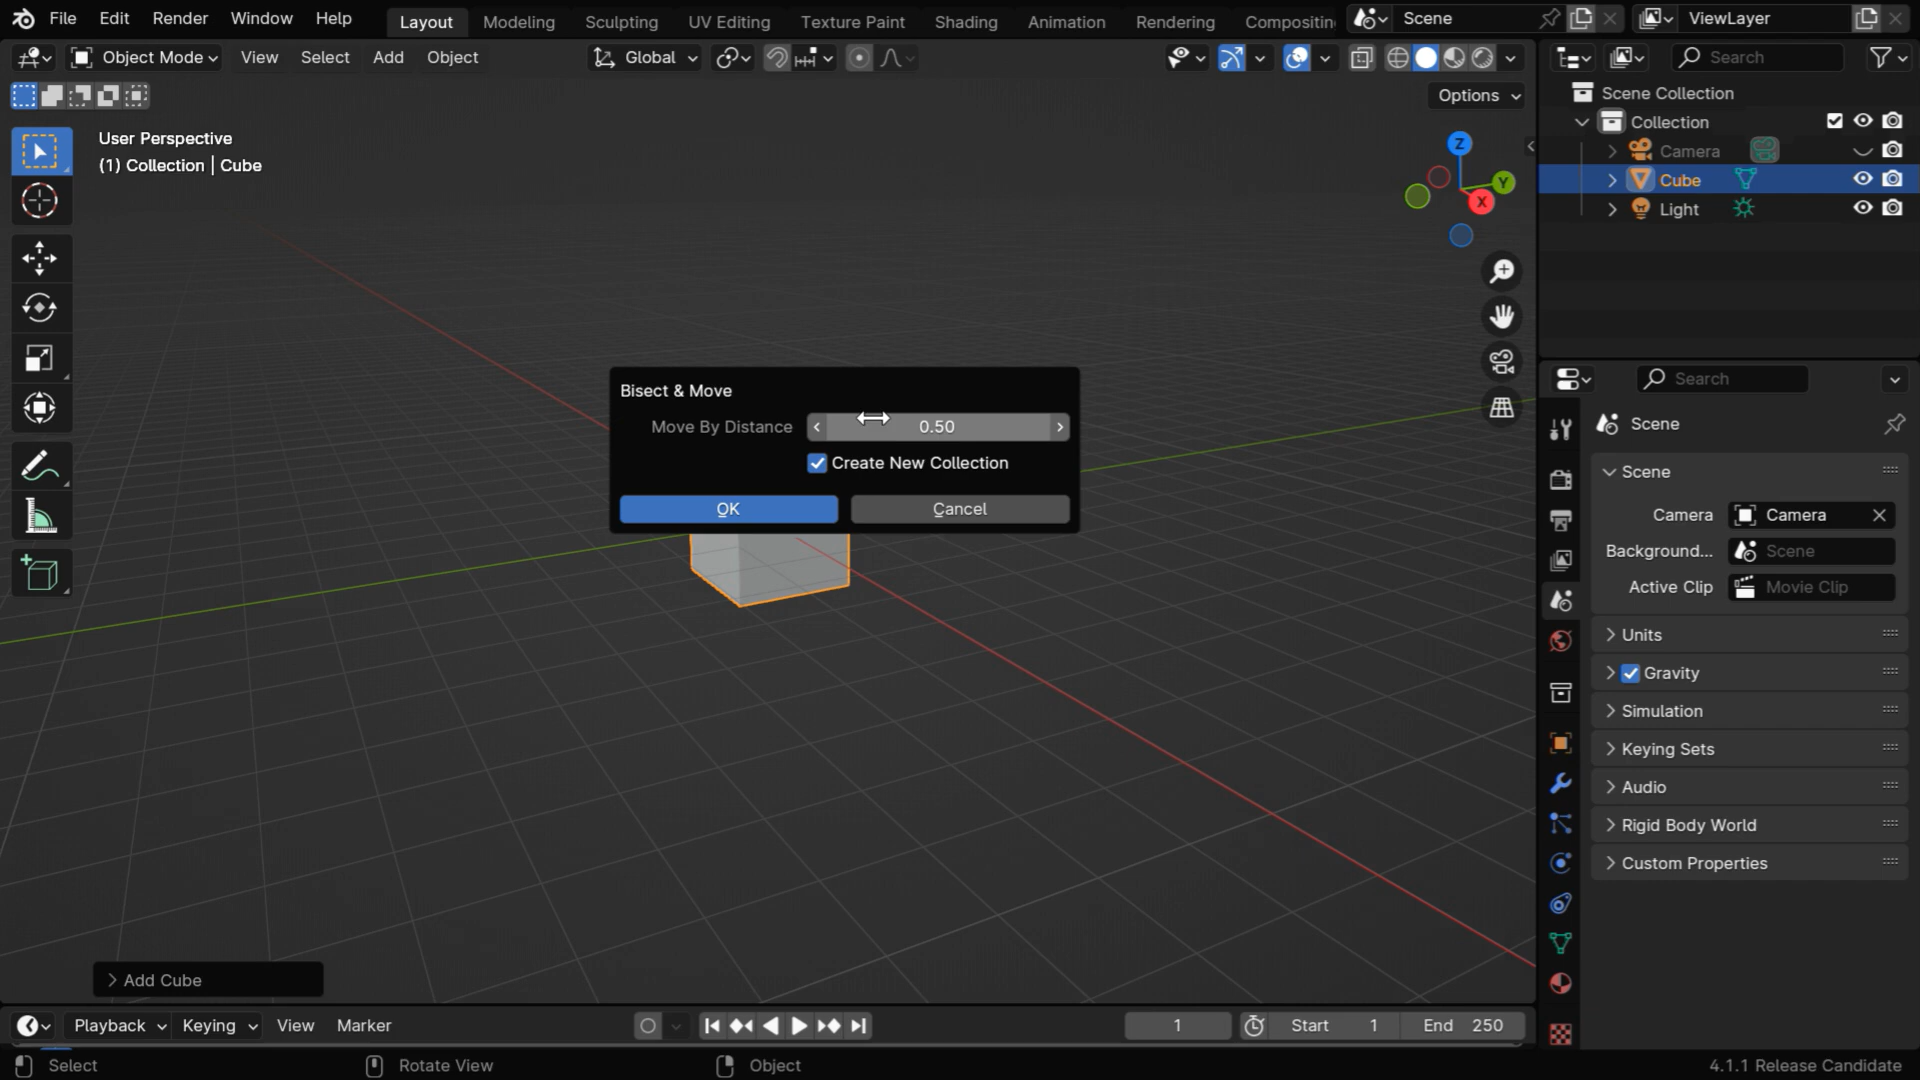 File Edit Render Window Help
Layout Modeling Sculpting UV Editing Texture Paint Shading Animation Rendering Compositin
Scene
ViewLayer
Object Mode View Select Add Object
Global
Search
Options
User Perspective
(1) Collection | Cube
Z
Y
X
Scene Collection
Collection
Camera
Cube
Light
Bisect & Move
Move By Distance 0.50
Create New Collection
OK Cancel
Search
Scene
Scene
Camera Camera
Background... Scene
Active Clip Movie Clip
Units
Gravity
Simulation
Keying Sets
Audio
Rigid Body World
Custom Properties
Add Cube
Playback Keying View Marker
1 Start 1 End 250
Select Rotate View Object 4.1.1 Release Candidate